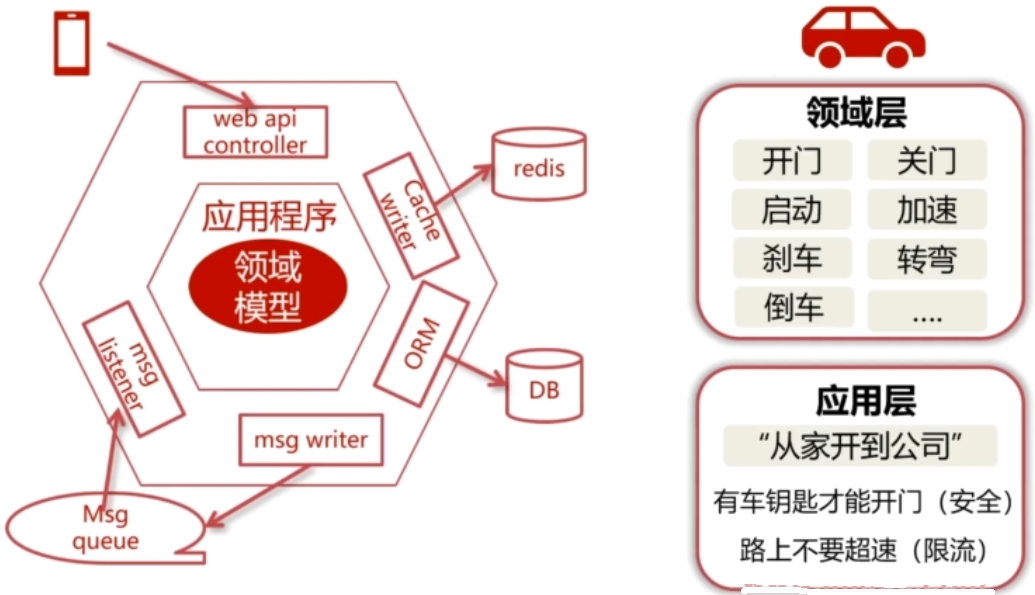 web api
controller
Cache
writer
redis
应用程序
领域
模型
ORM
DB
msg
listener
msg writer
Msg
queue
领域层
开门
关门
启动
加速
刹车
转弯
倒车
....
应用层
“从家开到公司”
有车钥匙才能开门（安全）
路上不要超速（限流）